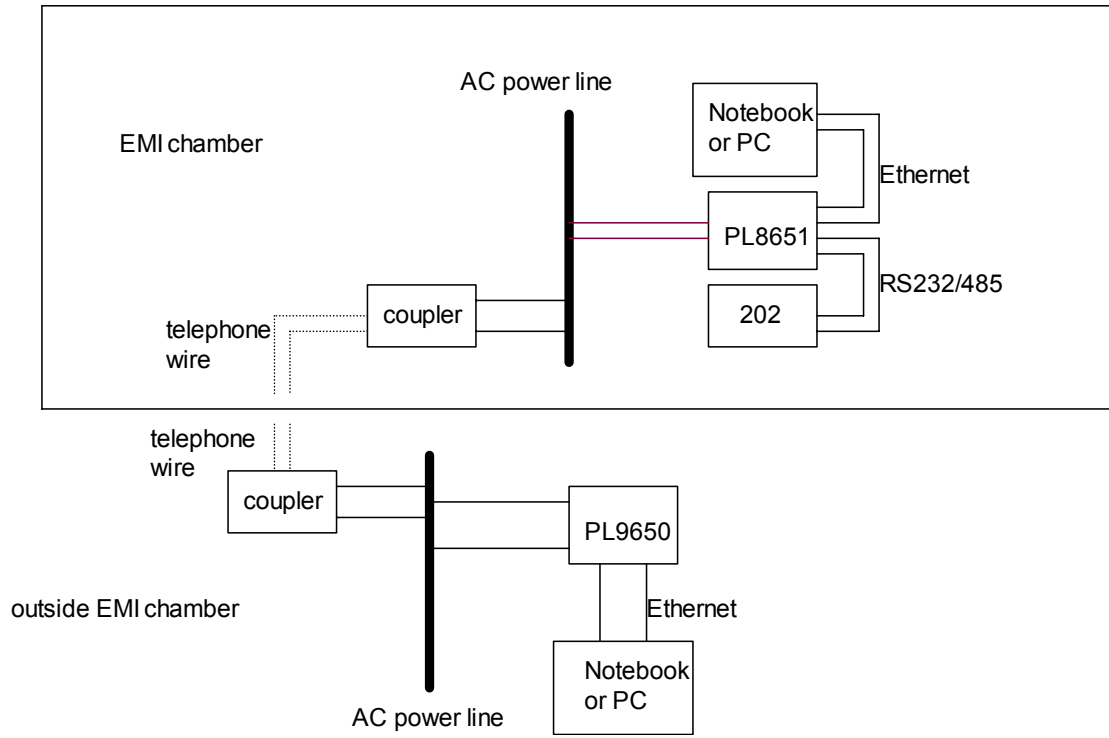 AC power line
Notebook
or PC
EMI chamber
Ethernet
PL8651
RS232/485
coupler
202
telephone
wire
telephone
wire
coupler
PL9650
outside EMI chamber
Ethernet
Notebook
or PC
AC power line